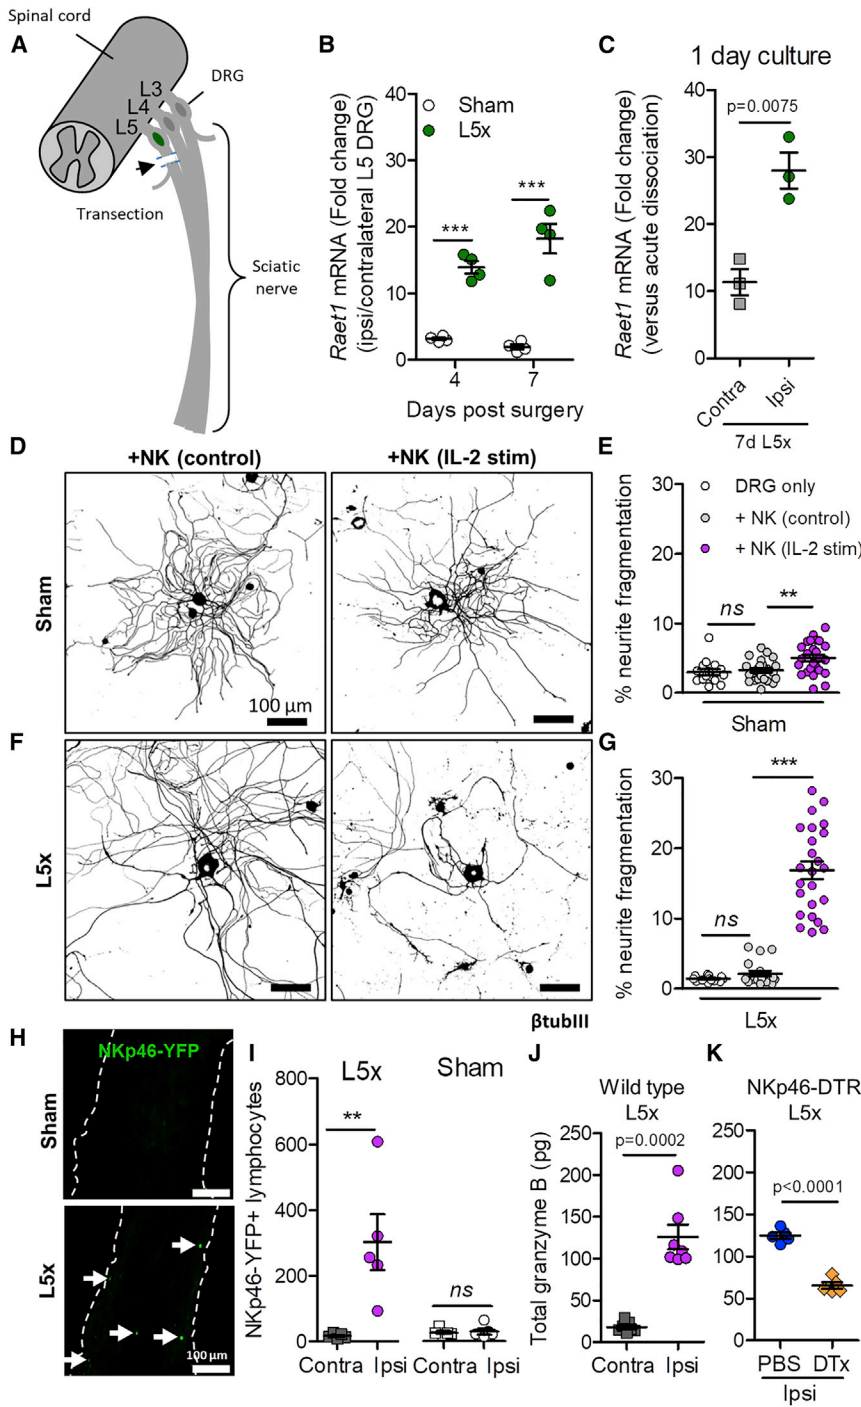 Spinal cord
A
DRG
L3
L4
L5
Transection
Sciatic
nerve
B
Sham
L5x
Raet1 mRNA (Fold change)
(ipsi/contralateral L5 DRG)
40
30
20
10
0
***
***
4
7
Days post surgery
C
1 day culture
p=0.0075
Raet1 mRNA (Fold change)
(versus acute dissociation)
40
30
20
10
0
Contra
Ipsi
7d L5x
D
+NK (control)
+NK (IL-2 stim)
Sham
100 µm
E
DRG only
+ NK (control)
+ NK (IL-2 stim)
% neurite fragmentation
30
20
10
0
ns
**
Sham
F
L5x
βtubIII
G
% neurite fragmentation
30
20
10
0
ns
***
L5x
H
NKp46-YFP
Sham
L5x
100 µm
I
L5x
Sham
NKp46-YFP+ lymphocytes
800
600
400
200
0
**
ns
Contra
Ipsi
Contra
Ipsi
J
Wild type
L5x
p=0.0002
Total granzyme B (pg)
250
200
150
100
50
0
Contra
Ipsi
K
NKp46-DTR
L5x
p<0.0001
250
200
150
100
50
0
PBS
DTx
Ipsi